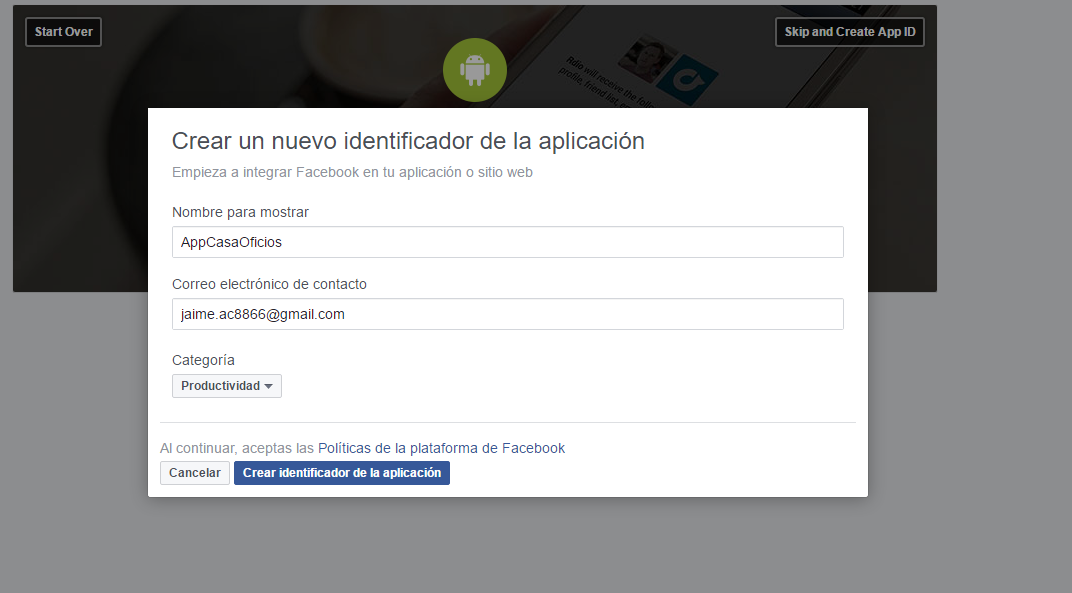 Start Over
Skip and Create App ID
Rdio will receive the following
profile, friend list,
Crear un nuevo identificador de la aplicación
Empieza a integrar Facebook en tu aplicación o sitio web
Nombre para mostrar
AppCasaOficios
Correo electrónico de contacto
jaime.ac8866@gmail.com
Categoría
Productividad
Al continuar, aceptas las Políticas de la plataforma de Facebook
Cancelar
Crear identificador de la aplicación